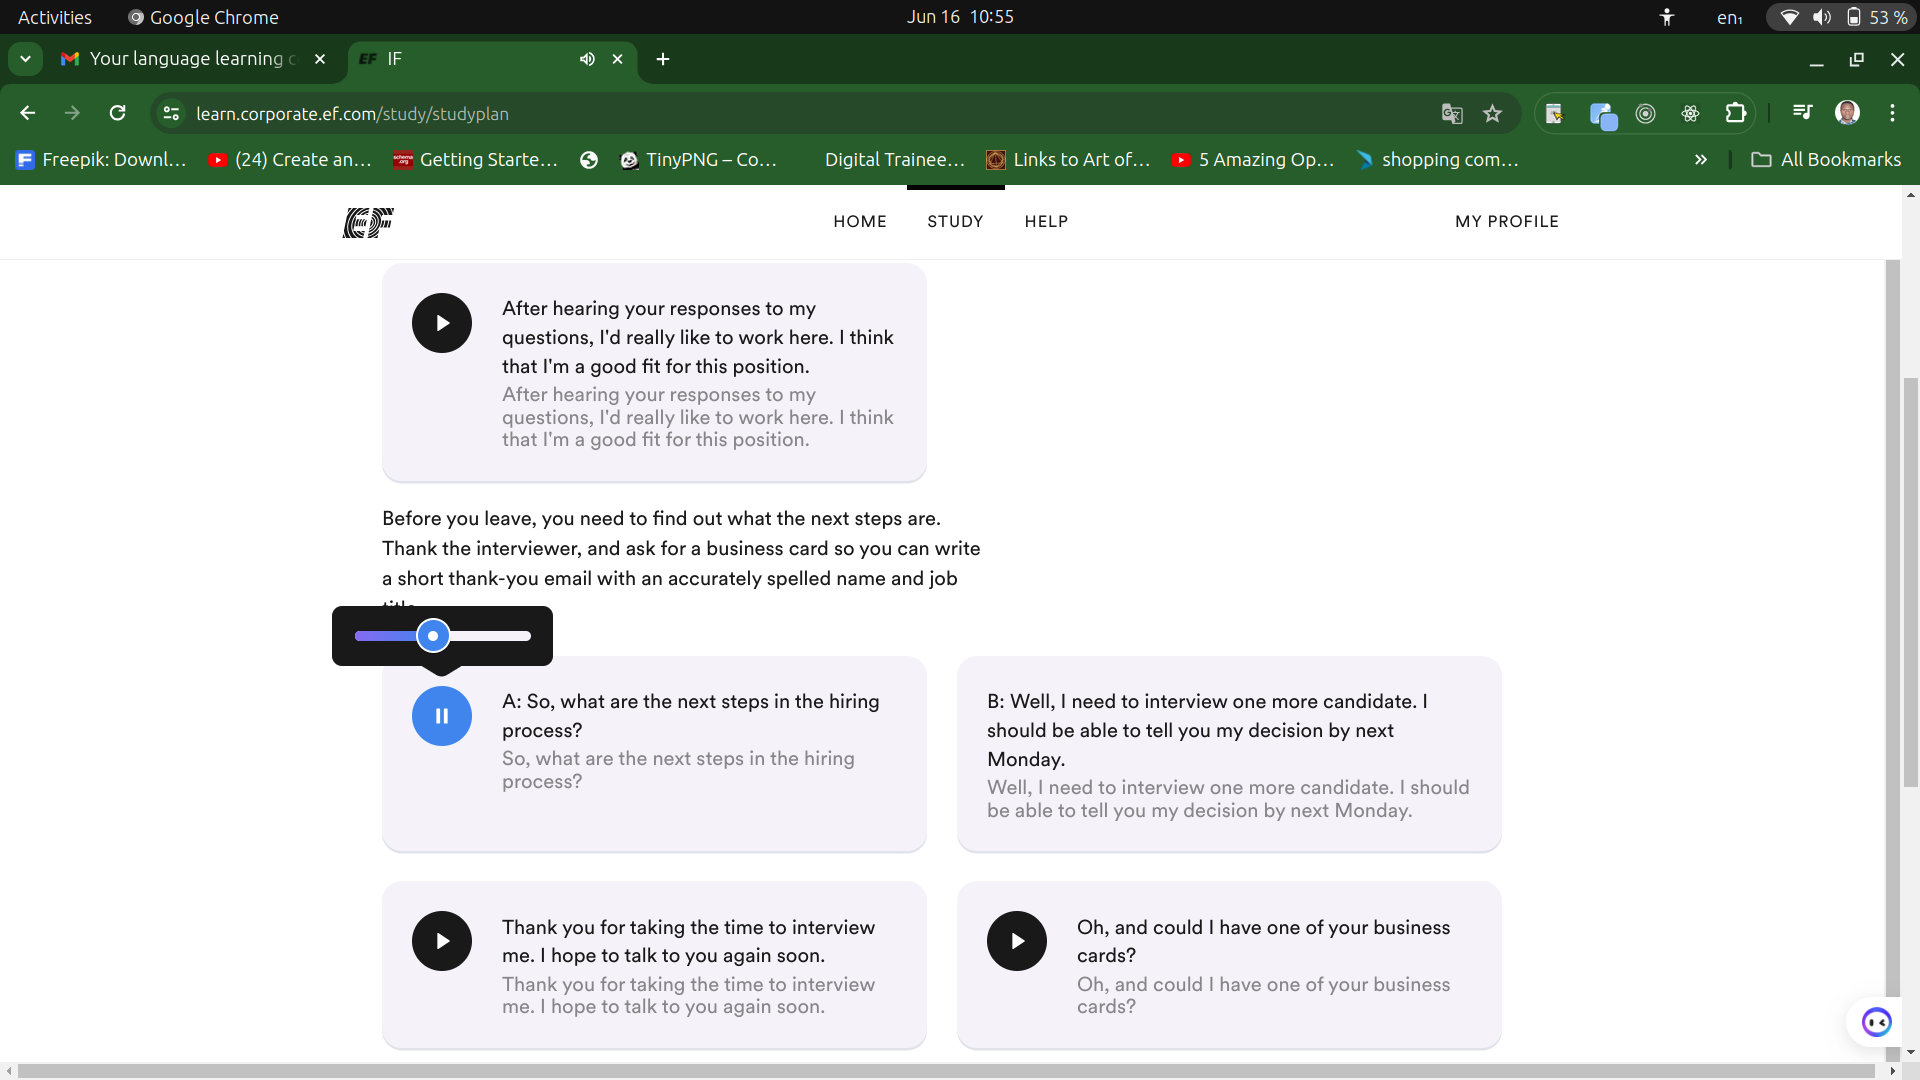 Activities
Google Chrome
Jun 16 10:55
en₁
53 %
Your language learning c
EF
IF
learn.corporate.ef.com/study/studyplan
Freepik: Downl...
(24) Create an...
Getting Starte...
TinyPNG – Co...
Digital Trainee...
Links to Art of...
5 Amazing Op...
shopping com...
»
All Bookmarks
EF
HOME
STUDY
HELP
MY PROFILE
After hearing your responses to my
questions, I'd really like to work here. I think
that I'm a good fit for this position.
After hearing your responses to my
questions, I'd really like to work here. I think
that I'm a good fit for this position.
Before you leave, you need to find out what the next steps are.
Thank the interviewer, and ask for a business card so you can write
a short thank-you email with an accurately spelled name and job
A: So, what are the next steps in the hiring
process?
So, what are the next steps in the hiring
process?
B: Well, I need to interview one more candidate. I
should be able to tell you my decision by next
Monday.
Well, I need to interview one more candidate. I should
be able to tell you my decision by next Monday.
Thank you for taking the time to interview
me. I hope to talk to you again soon.
Thank you for taking the time to interview
me. I hope to talk to you again soon.
Oh, and could I have one of your business
cards?
Oh, and could I have one of your business
cards?